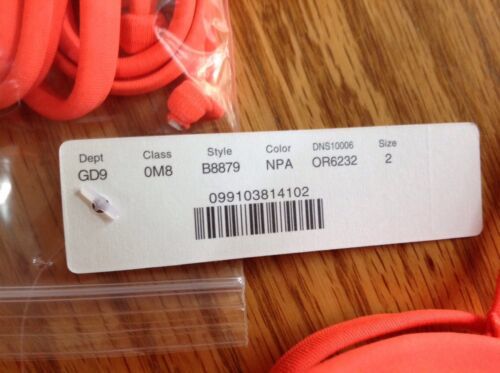 Dept Class Style Color DNS10006 Size
GD9 0M8 B8879 NPA OR6232 2
099103814102